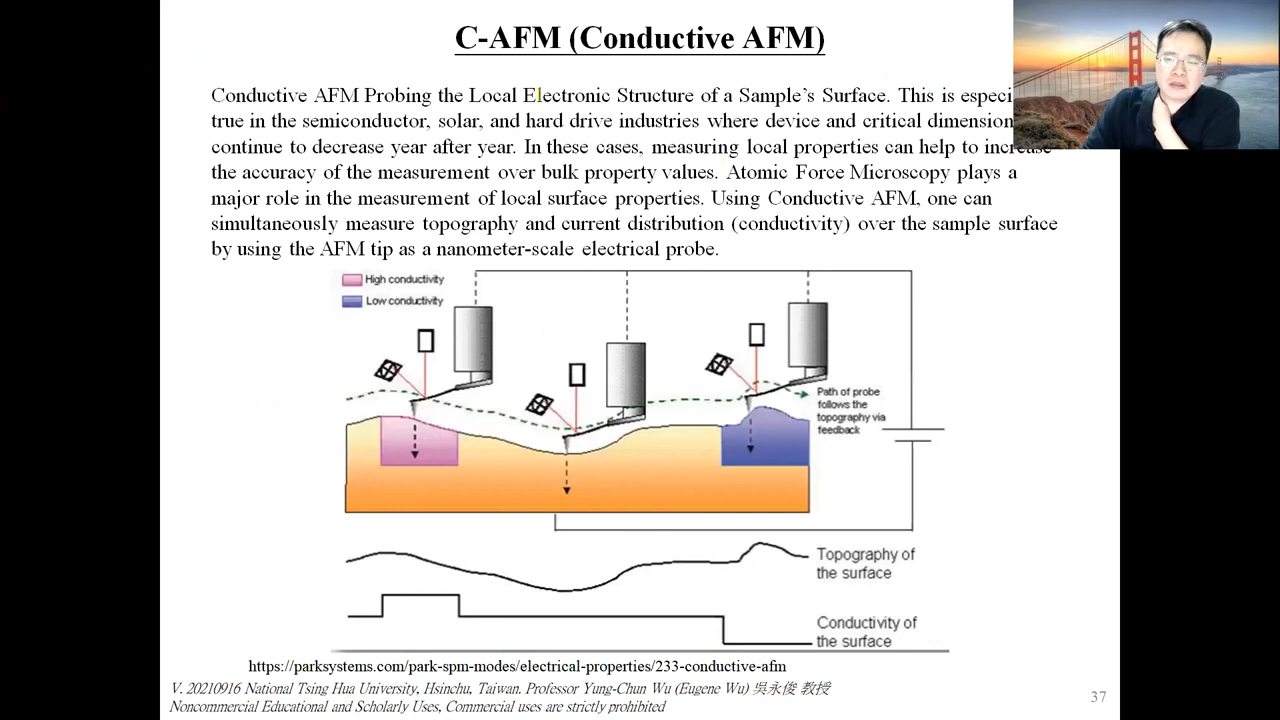 C-AFM (Conductive AFM)
Conductive AFM Probing the Local Electronic Structure of a Sample's Surface. This is especi
true in the semiconductor, solar, and hard drive industries where device and critical dimension
continue to decrease year after year. In these cases, measuring local properties can help to increase
the accuracy of the measurement over bulk property values. Atomic Force Microscopy plays a
major role in the measurement of local surface properties. Using Conductive AFM, one can
simultaneously measure topography and current distribution (conductivity) over the sample surface
by using the AFM tip as a nanometer-scale electrical probe.
High conductivity
Low conductivity
Path of probe
follows the
topography via
feedback
Topography of
the surface
Conductivity of
the surface
https://parksystems.com/park-spm-modes/electrical-properties/233-conductive-afm
V. 20210916 National Tsing Hua University, Hsinchu, Taiwan. Professor Yung-Chun Wu (Eugene Wu) 吳永俊 教授
Noncommercial Educational and Scholarly Uses, Commercial uses are strictly prohibited
37